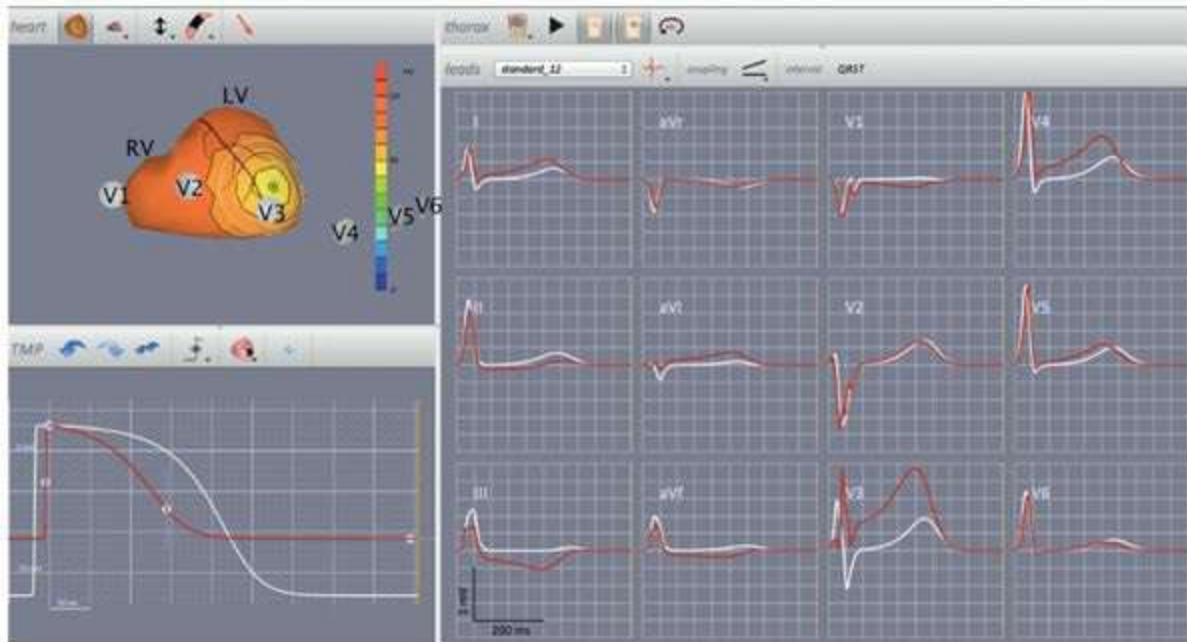 heart
thorax
leads standard_12 coupling interval QRST
LV
RV
V1
V2
V3
V4
V5
V6
TMP
I aVr V1 V4
II aVl V2 V5
III aVf V3 V6
200 ms